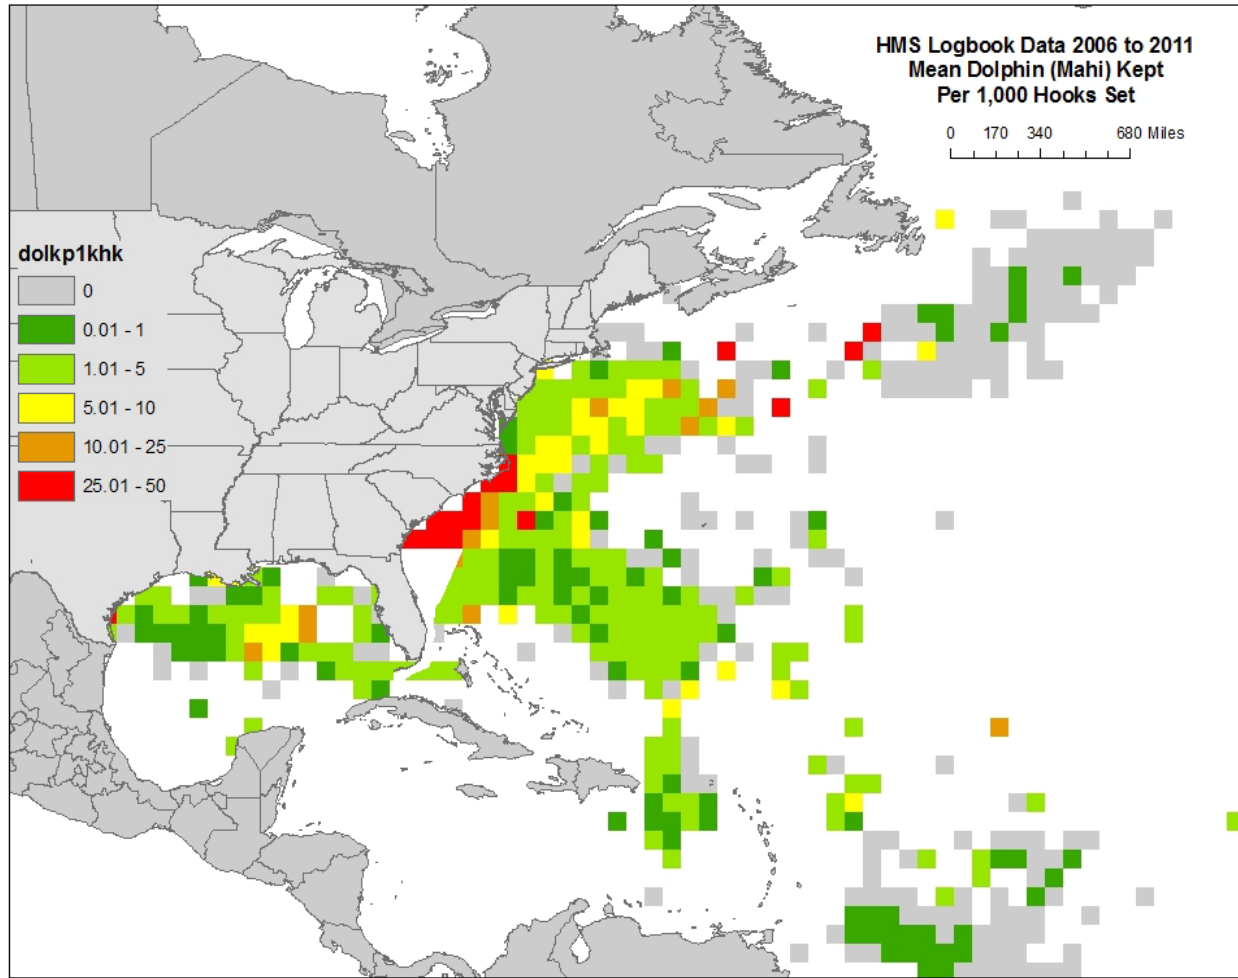 HMS Logbook Data 2006 to 2011
Mean Dolphin (Mahi) Kept
Per 1,000 Hooks Set
0 170 340 680 Miles
dolkp1khk
0
0.01 - 1
1.01 - 5
5.01 - 10
10.01 - 25
25.01 - 50